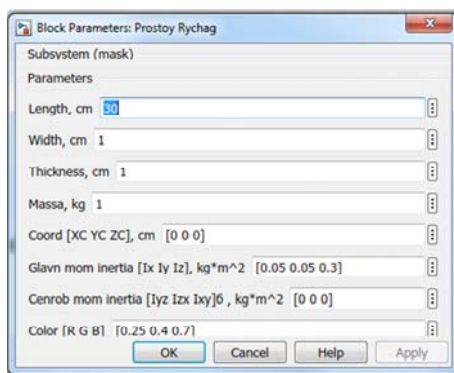 Block Parameters: Prostoy Rychag
Subsystem (mask)
Parameters
Length, cm 30
Width, cm 1
Thickness, cm 1
Massa, kg 1
Coord [XC YC ZC], cm [0 0 0]
Glavn mom inertia [Ix Iy Iz], kg*m^2 [0.05 0.05 0.3]
Cenrob mom inertia [Iyz Izx Ixy]6 , kg*m^2 [0 0 0]
Color [R G B] [0.25 0.4 0.7]
OK Cancel Help Apply